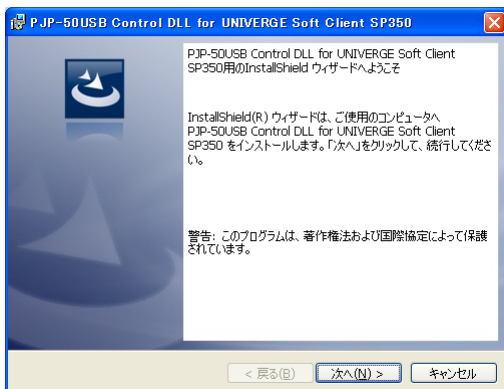 PJP-50USB Control DLL for UNIVERGE Soft Client SP350
PJP-50USB Control DLL for UNIVERGE Soft Client
SP350用のInstallShield ウィザードへようこそ
InstallShield(R) ウィザードは、ご使用のコンピュータへ
PJP-50USB Control DLL for UNIVERGE Soft Client
SP350 をインストールします。「次へ」をクリックして、続行してくださ
い。
警告: このプログラムは、著作権法および国際協定によって保護
されています。
< 戻る(B)
次へ(N) >
キャンセル